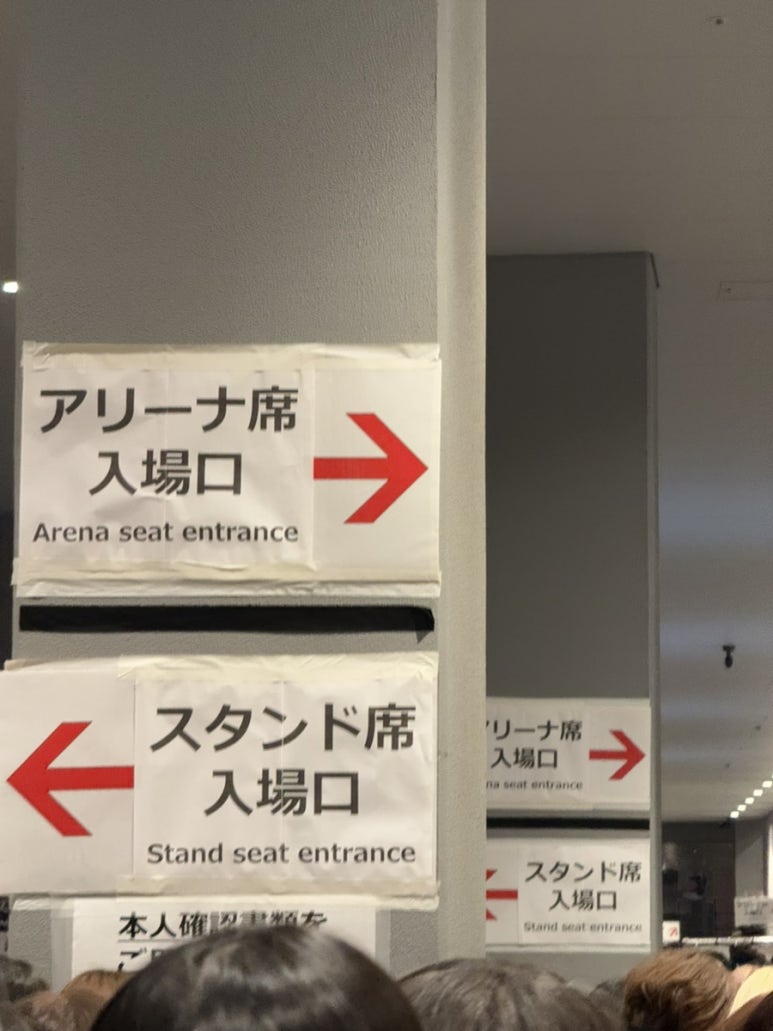 アリーナ席
入場口
Arena seat entrance
スタンド席
入場口
Stand seat entrance
本人確認書類を
リーナ席
入場口
seat entrance
スタンド席
入場口
Stand seat entrance